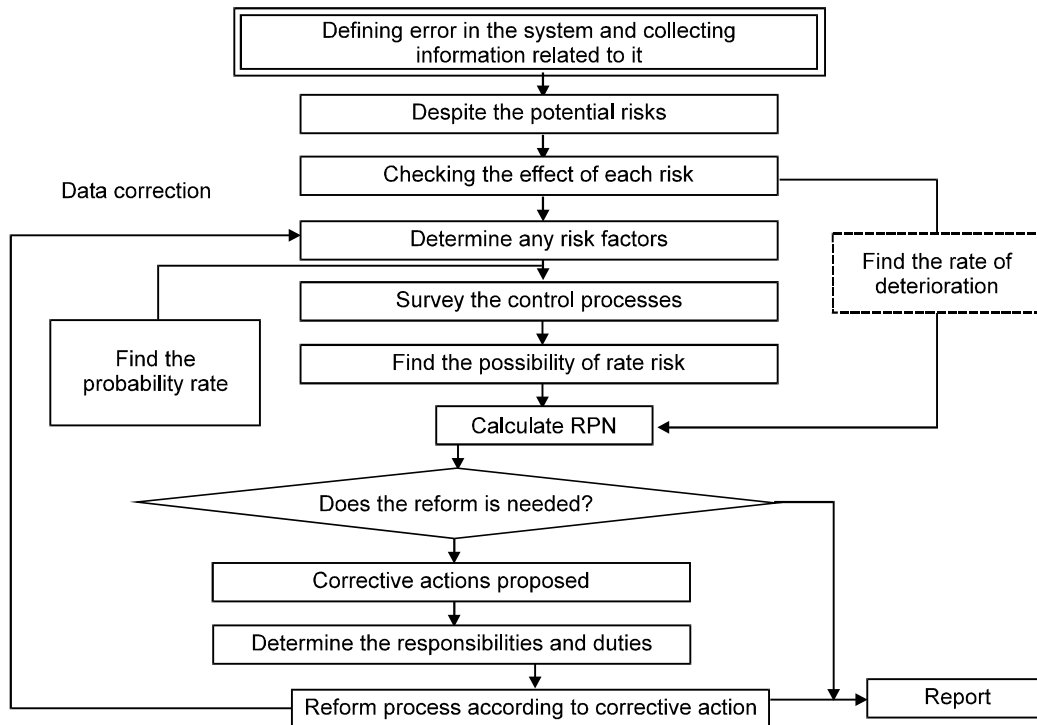 Defining error in the system and collecting
information related to it
Despite the potential risks
Checking the effect of each risk
Data correction
Determine any risk factors
Find the rate of
deterioration
Survey the control processes
Find the
probability rate
Find the possibility of rate risk
Calculate RPN
Does the reform is needed?
Corrective actions proposed
Determine the responsibilities and duties
Reform process according to corrective action
Report